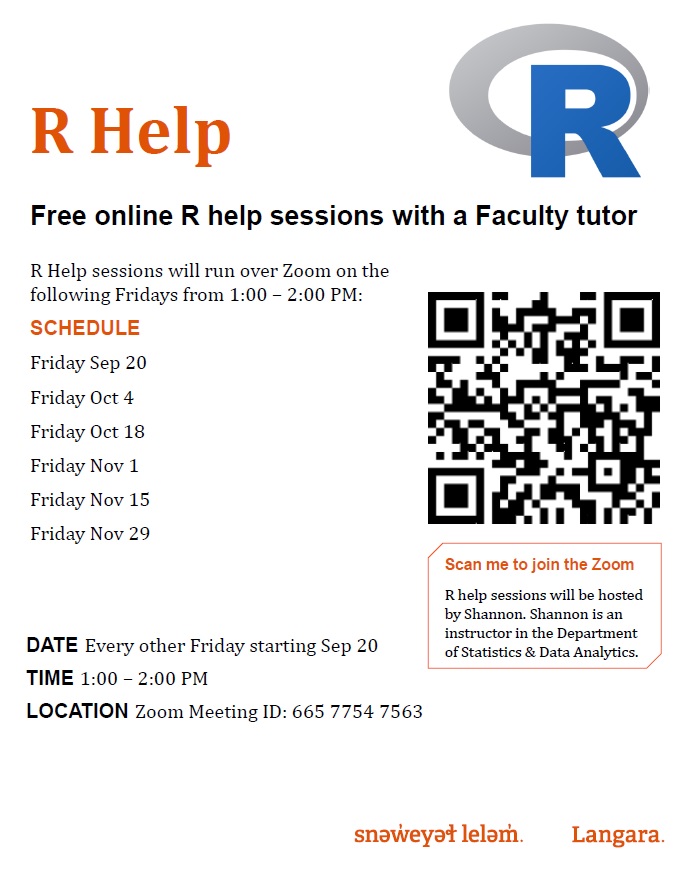 R
R Help
Free online R help sessions with a Faculty tutor
R Help sessions will run over Zoom on the
following Fridays from 1:00 – 2:00 PM:
SCHEDULE
Friday Sep 20
Friday Oct 4
Friday Oct 18
Friday Nov 1
Friday Nov 15
Friday Nov 29
Scan me to join the Zoom
R help sessions will be hosted
by Shannon. Shannon is an
instructor in the Department
of Statistics & Data Analytics.
DATE Every other Friday starting Sep 20
TIME 1:00 – 2:00 PM
LOCATION Zoom Meeting ID: 665 7754 7563
snəw̓eyəɬ leləm̓.
Langara.